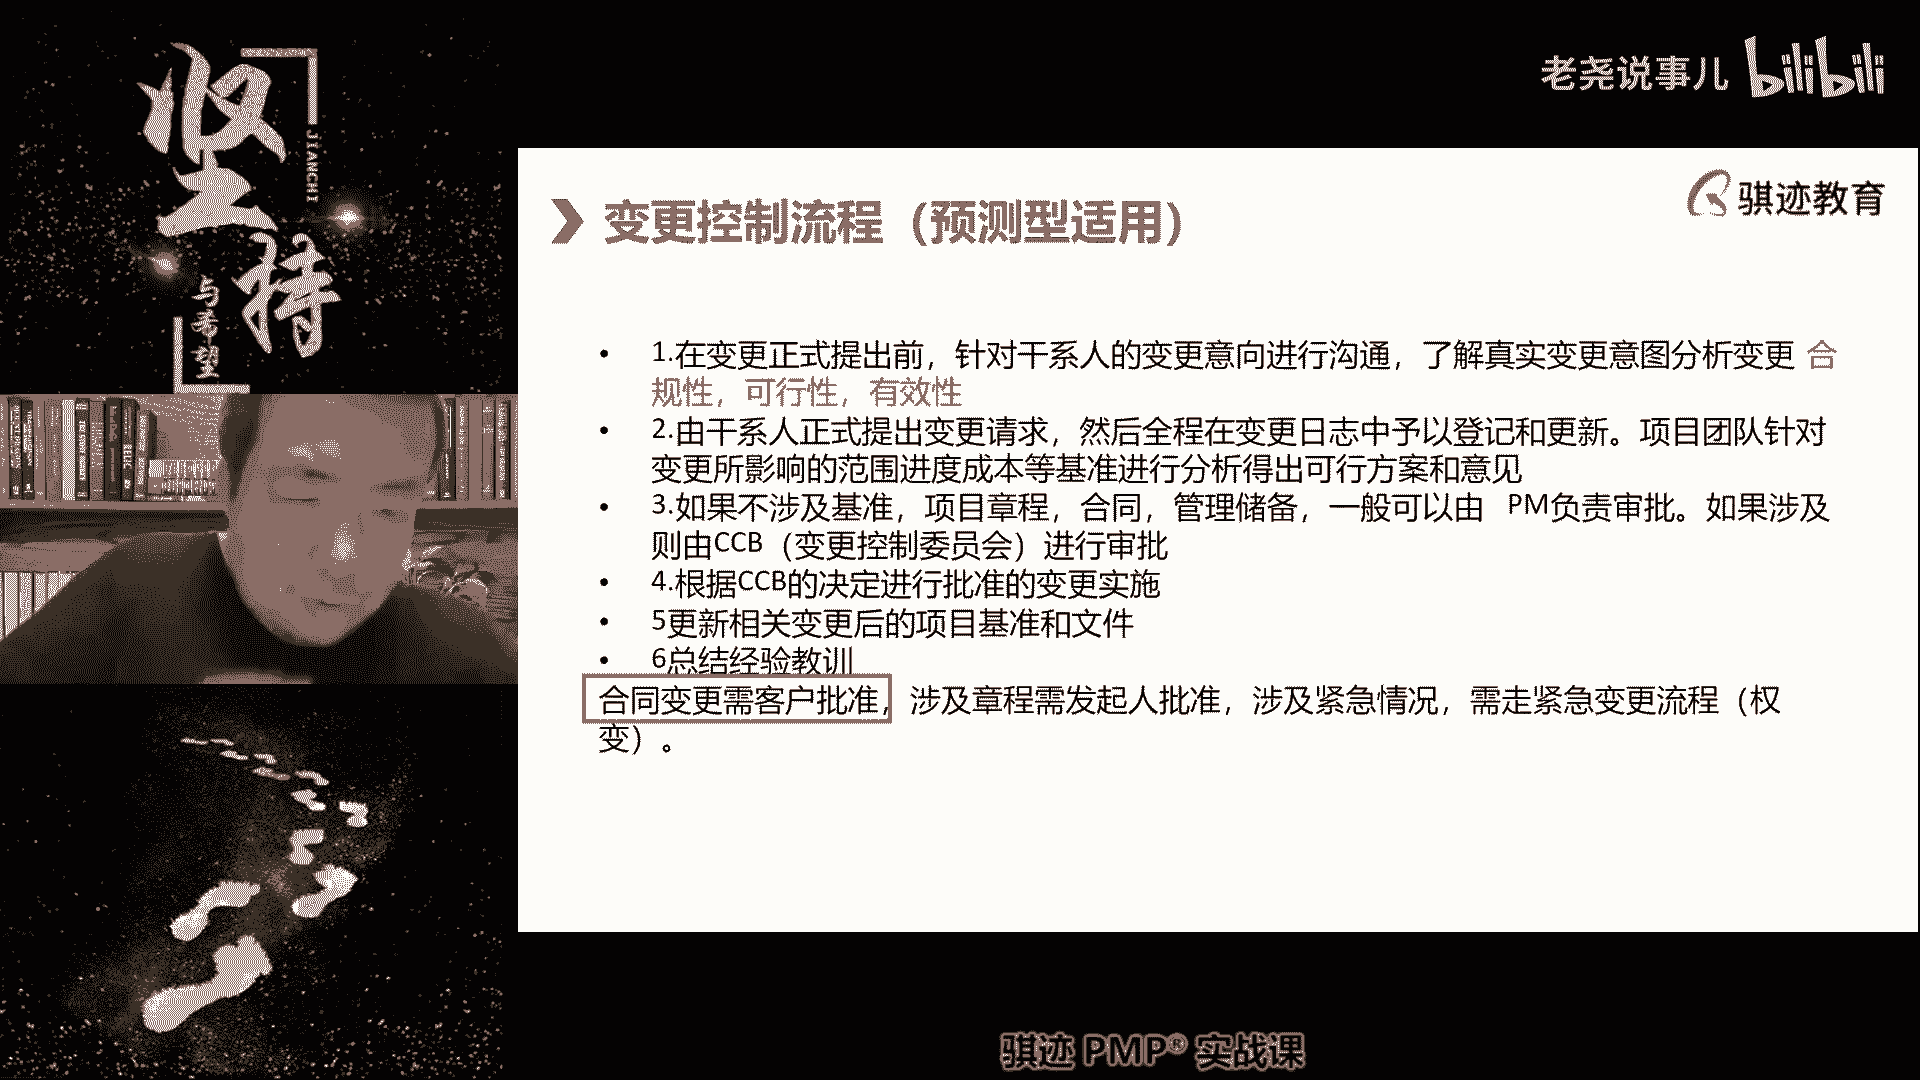 坚
持
JIANCHI
与希望
老尧说事儿 bilibili
骐迹教育
变更控制流程（预测型适用）
• 1.在变更正式提出前，针对干系人的变更意向进行沟通，了解真实变更意图分析变更 合
规性，可行性，有效性
• 2.由干系人正式提出变更请求，然后全程在变更日志中予以登记和更新。项目团队针对
变更所影响的范围进度成本等基准进行分析得出可行方案和意见
• 3.如果不涉及基准，项目章程，合同，管理储备，一般可以由 PM负责审批。如果涉及
则由CCB（变更控制委员会）进行审批
• 4.根据CCB的决定进行批准的变更实施
• 5更新相关变更后的项目基准和文件
• 6总结经验教训
合同变更需客户批准，涉及章程需发起人批准，涉及紧急情况，需走紧急变更流程（权
变）。
骐迹 PMP® 实战课